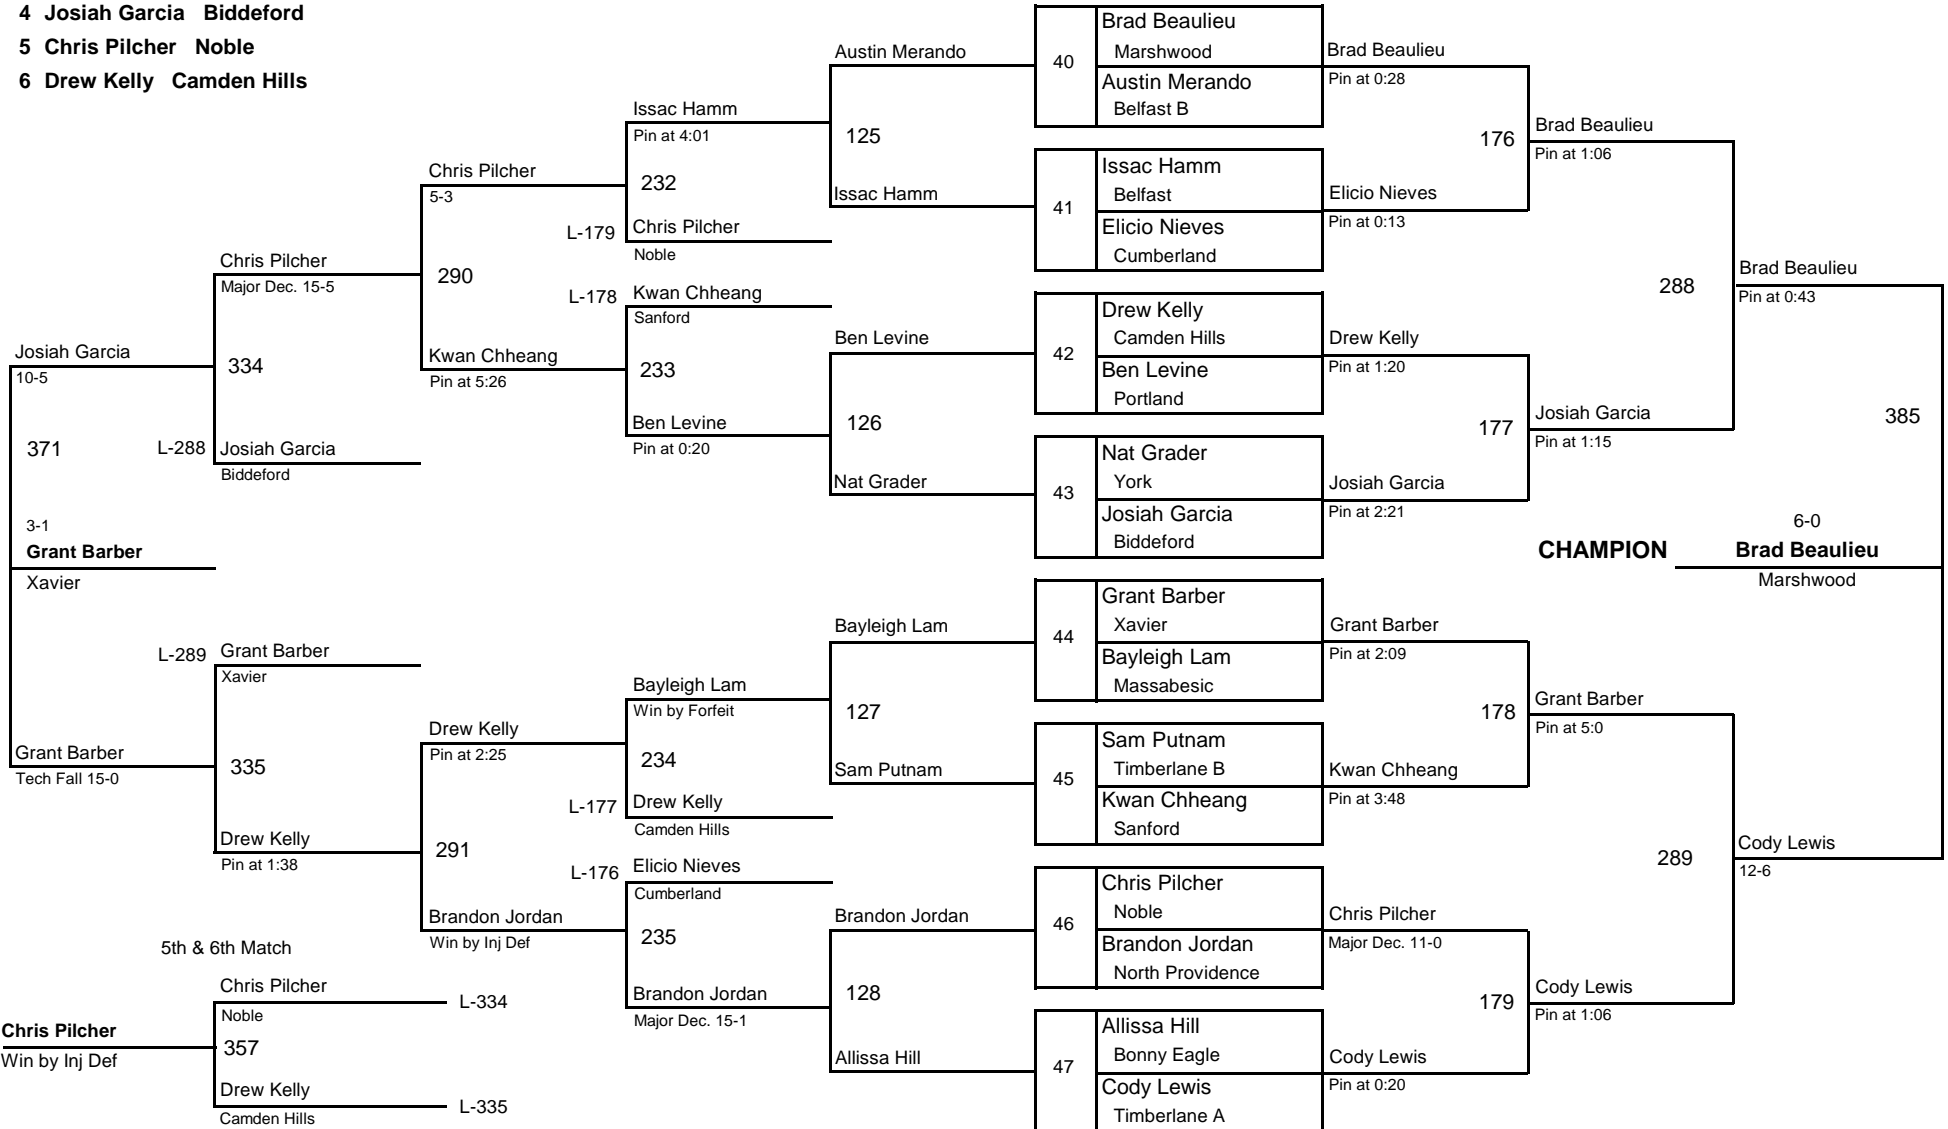 4 Josiah Garcia Biddeford
5 Chris Pilcher Noble
6 Drew Kelly Camden Hills
Josiah Garcia
10-5
371
3-1
Grant Barber
Xavier
Grant Barber
Tech Fall 15-0
Chris Pilcher
Major Dec. 15-5
334
L-288 Josiah Garcia
Biddeford
L-289 Grant Barber
Xavier
335
Drew Kelly
Pin at 1:38
5th & 6th Match
Chris Pilcher
L-334
Noble
Chris Pilcher
357
Win by Inj Def
Drew Kelly
L-335
Camden Hills
Chris Pilcher
5-3
290
Kwan Chheang
Pin at 5:26
Drew Kelly
Pin at 2:25
291
Brandon Jordan
Win by Inj Def
Issac Hamm
Pin at 4:01
232
L-179 Chris Pilcher
Noble
L-178 Kwan Chheang
Sanford
233
Ben Levine
Pin at 0:20
Bayleigh Lam
Win by Forfeit
234
L-177 Drew Kelly
Camden Hills
L-176 Elicio Nieves
Cumberland
235
Brandon Jordan
Major Dec. 15-1
Austin Merando
125
Issac Hamm
Ben Levine
126
Nat Grader
Bayleigh Lam
127
Sam Putnam
Brandon Jordan
128
Allissa Hill
40
Brad Beaulieu
Marshwood
Austin Merando
Belfast B
41
Issac Hamm
Belfast
Elicio Nieves
Cumberland
42
Drew Kelly
Camden Hills
Ben Levine
Portland
43
Nat Grader
York
Josiah Garcia
Biddeford
44
Grant Barber
Xavier
Bayleigh Lam
Massabesic
45
Sam Putnam
Timberlane B
Kwan Chheang
Sanford
46
Chris Pilcher
Noble
Brandon Jordan
North Providence
47
Allissa Hill
Bonny Eagle
Cody Lewis
Timberlane A
Brad Beaulieu
Pin at 0:28
176
Elicio Nieves
Pin at 0:13
Drew Kelly
Pin at 1:20
177
Josiah Garcia
Pin at 2:21
Grant Barber
Pin at 2:09
178
Kwan Chheang
Pin at 3:48
Chris Pilcher
Major Dec. 11-0
179
Cody Lewis
Pin at 0:20
Brad Beaulieu
Pin at 1:06
288
Josiah Garcia
Pin at 1:15
Grant Barber
Pin at 5:0
289
Cody Lewis
Pin at 1:06
Brad Beaulieu
Pin at 0:43
385
6-0
CHAMPION Brad Beaulieu
Marshwood
Cody Lewis
12-6